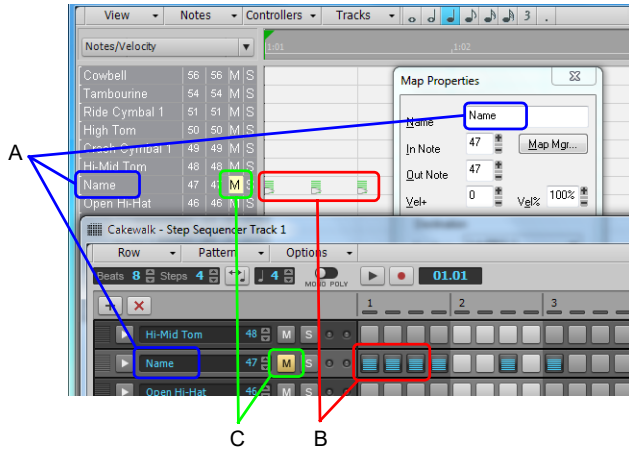 View Notes Controllers Tracks 3 .
Notes/Velocity 1:01 1:02
Cowbell 56 56 M S
Tambourine 54 54 M S
Ride Cymbal 1 51 51 M S
High Tom 50 50 M S
Crash Cymbal 1 49 49 M S
Hi-Mid Tom 48 48 M S
Name 47 47 M S
Open Hi-Hat 46 46 M S
Map Properties
Name Name
In Note 47 Map Mgr...
Out Note 47
Vel+ 0 Vel% 100%
Destination
A
Cakewalk - Step Sequencer Track 1
Row Pattern Options
Beats 8 Steps 4 4 MONO POLY 01.01
1 2 3
Hi-Mid Tom 48 M S
Name 47 M S
Open Hi-Hat 46 M S
C B